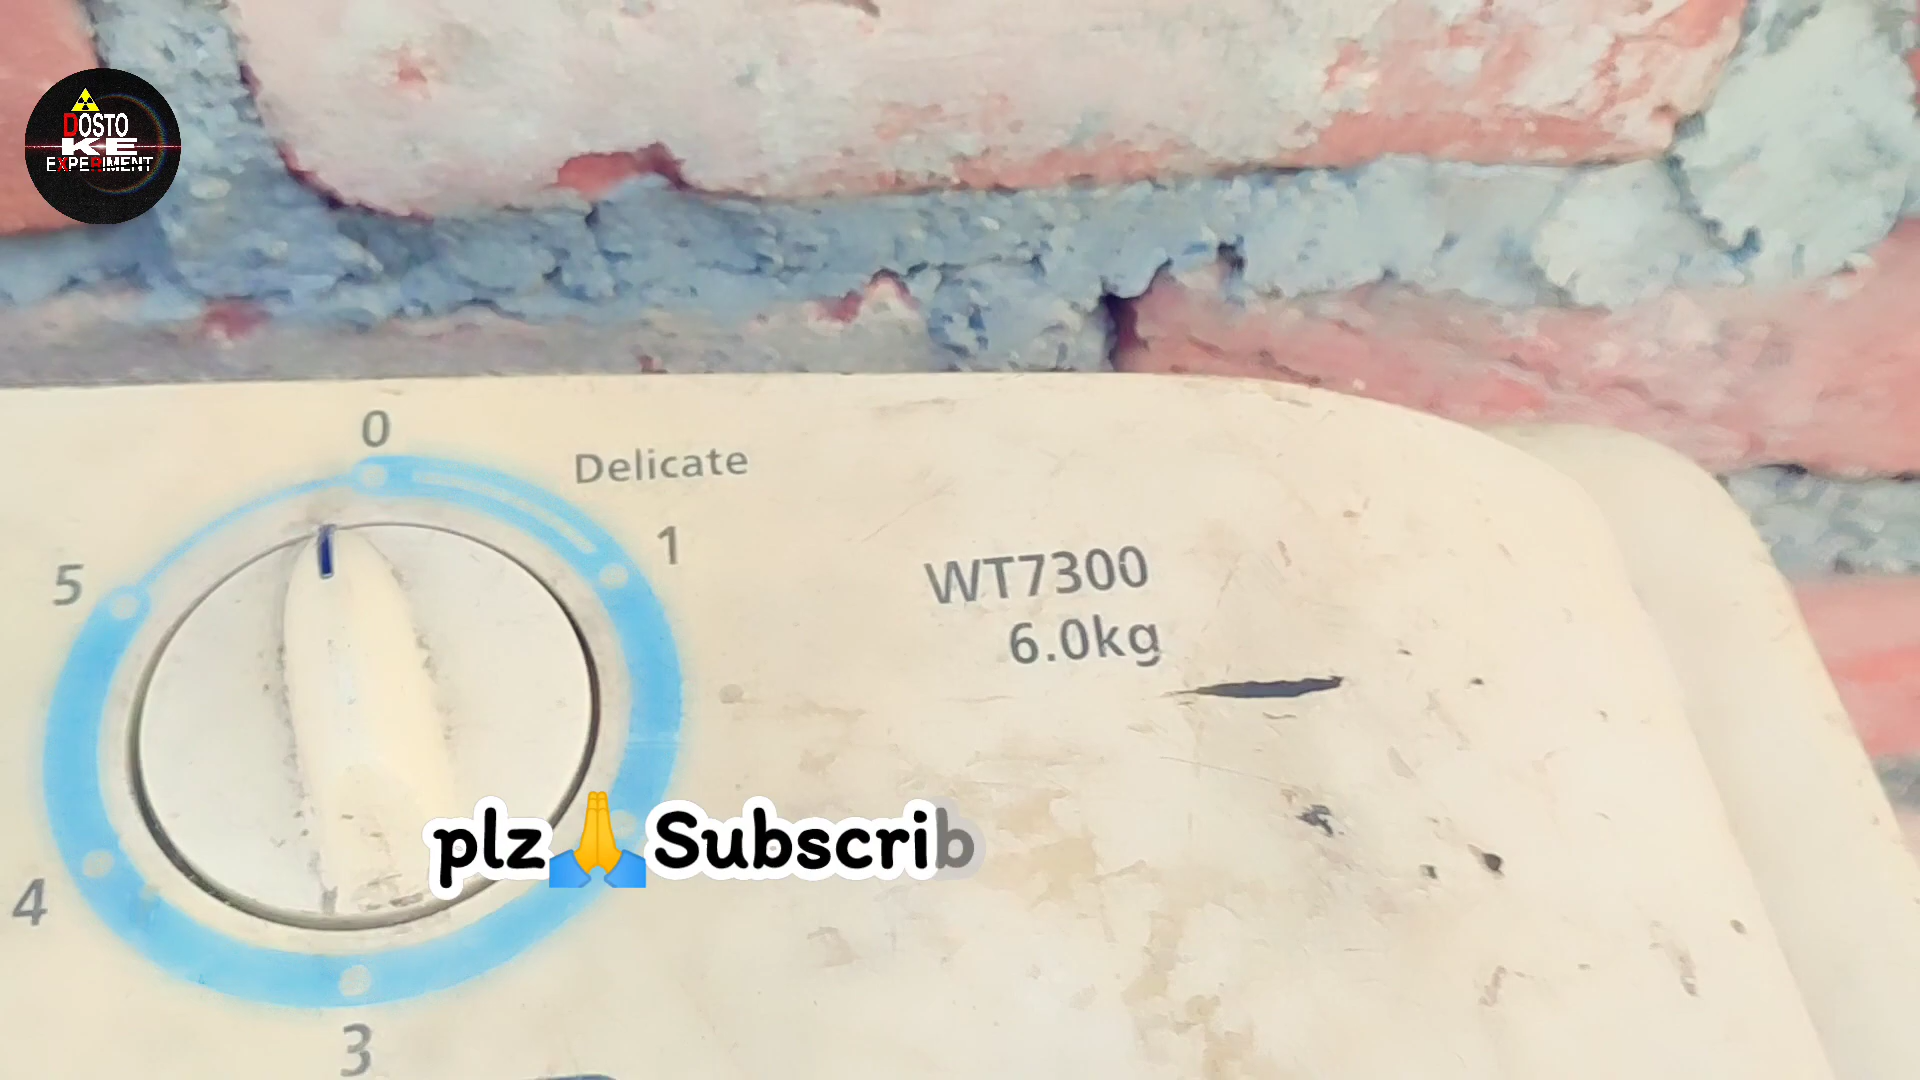 DOSTO
KE
EXPERIMENT
0
Delicate
1
5
WT7300
6.0kg
plz🙏Subscrib
4
3